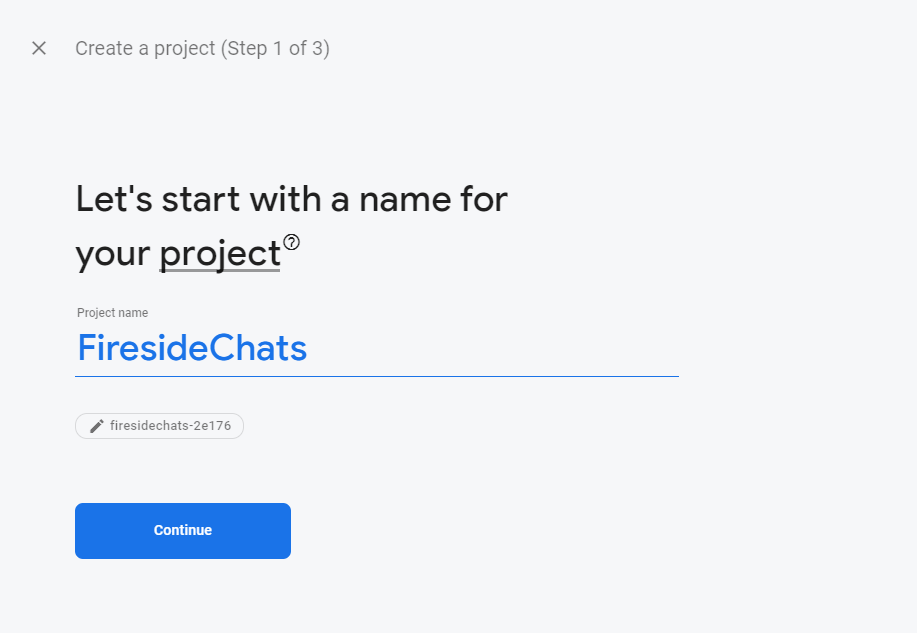 Create a project (Step 1 of 3)
Let's start with a name for
your project
Project name
FiresideChats
firesidechats-2e176
Continue